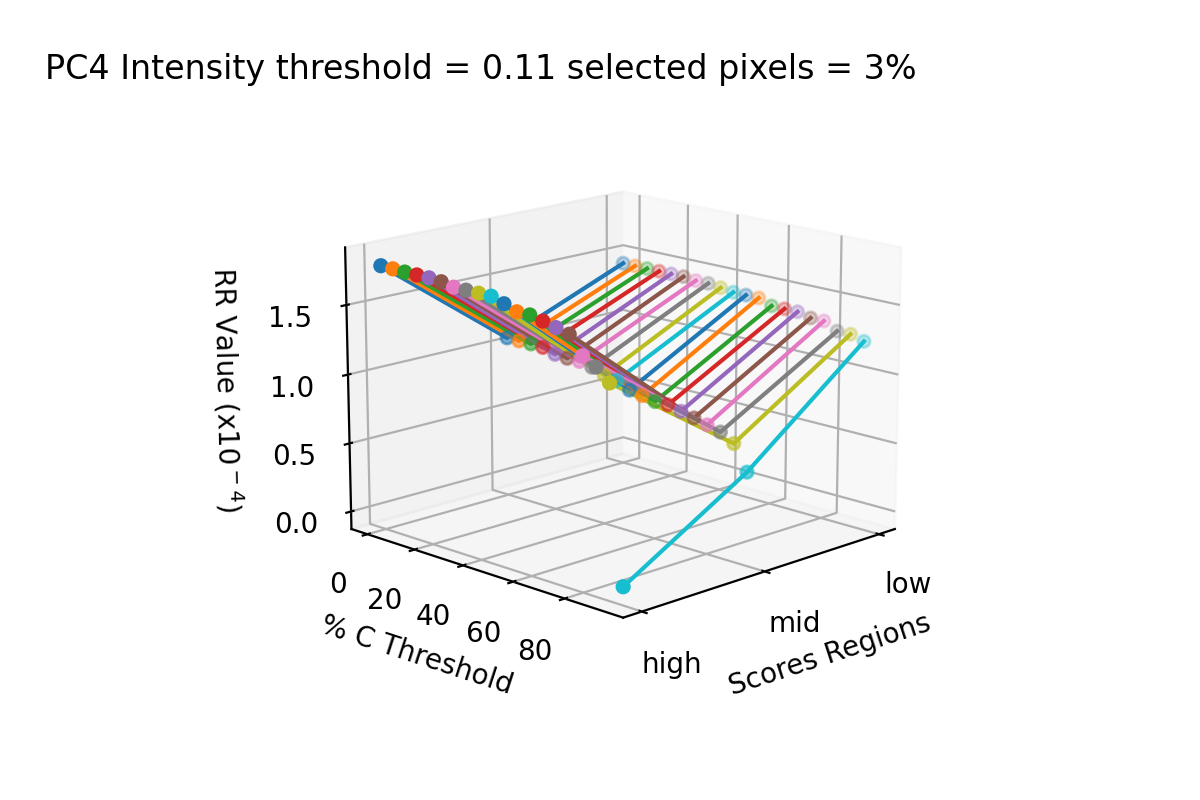 PC4 Intensity threshold = 0.11 selected pixels = 3%
RR Value (x10⁻⁴)
1.5
1.0
0.5
0.0
0
20
40
60
80
% C Threshold
high
mid
low
Scores Regions